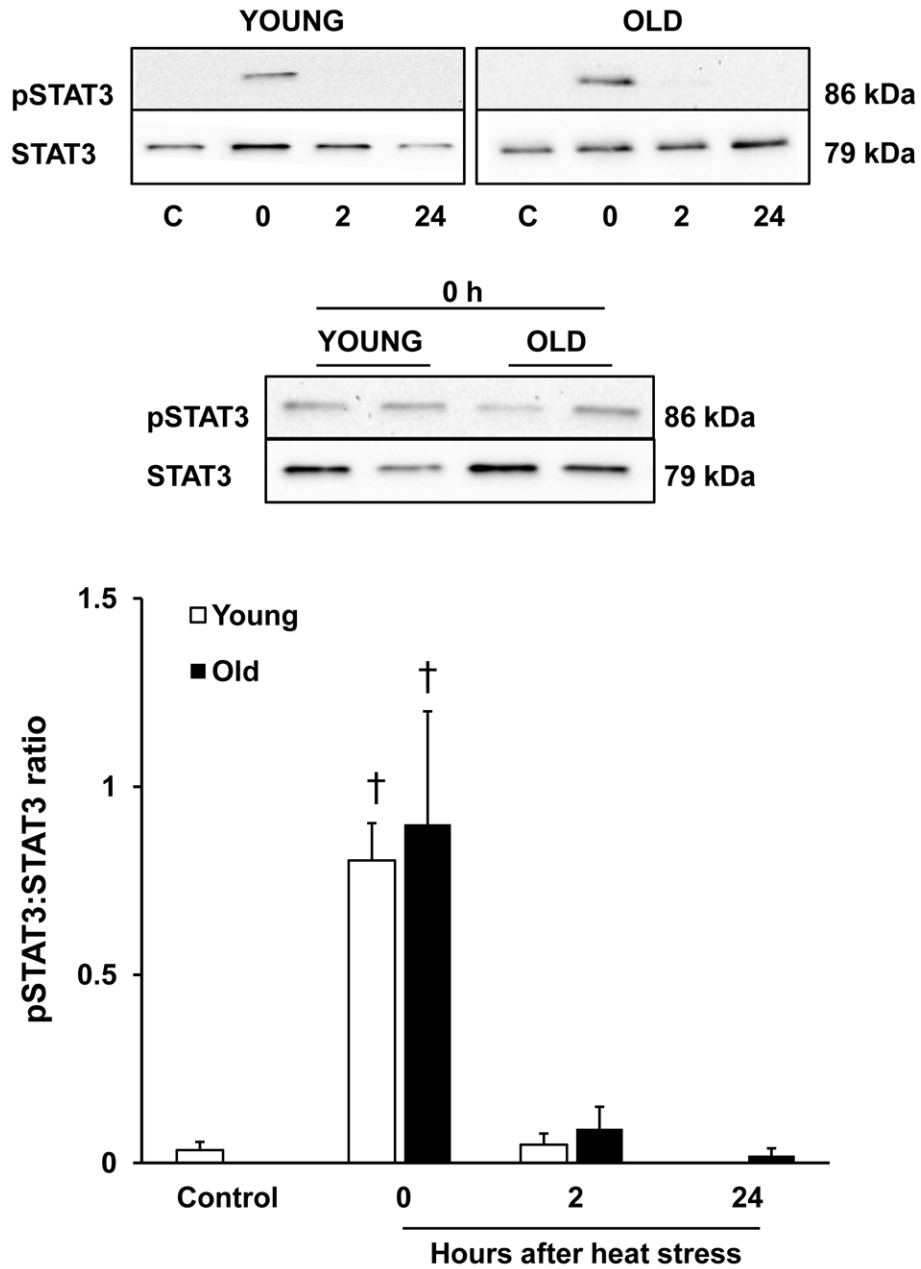 YOUNG OLD
pSTAT3 86 kDa
STAT3 79 kDa
C 0 2 24 C 0 2 24
0 h
YOUNG OLD
pSTAT3 86 kDa
STAT3 79 kDa
1.5
Young
† 
Old
1
†
pSTAT3:STAT3 ratio
0.5
0
Control 0 2 24
Hours after heat stress